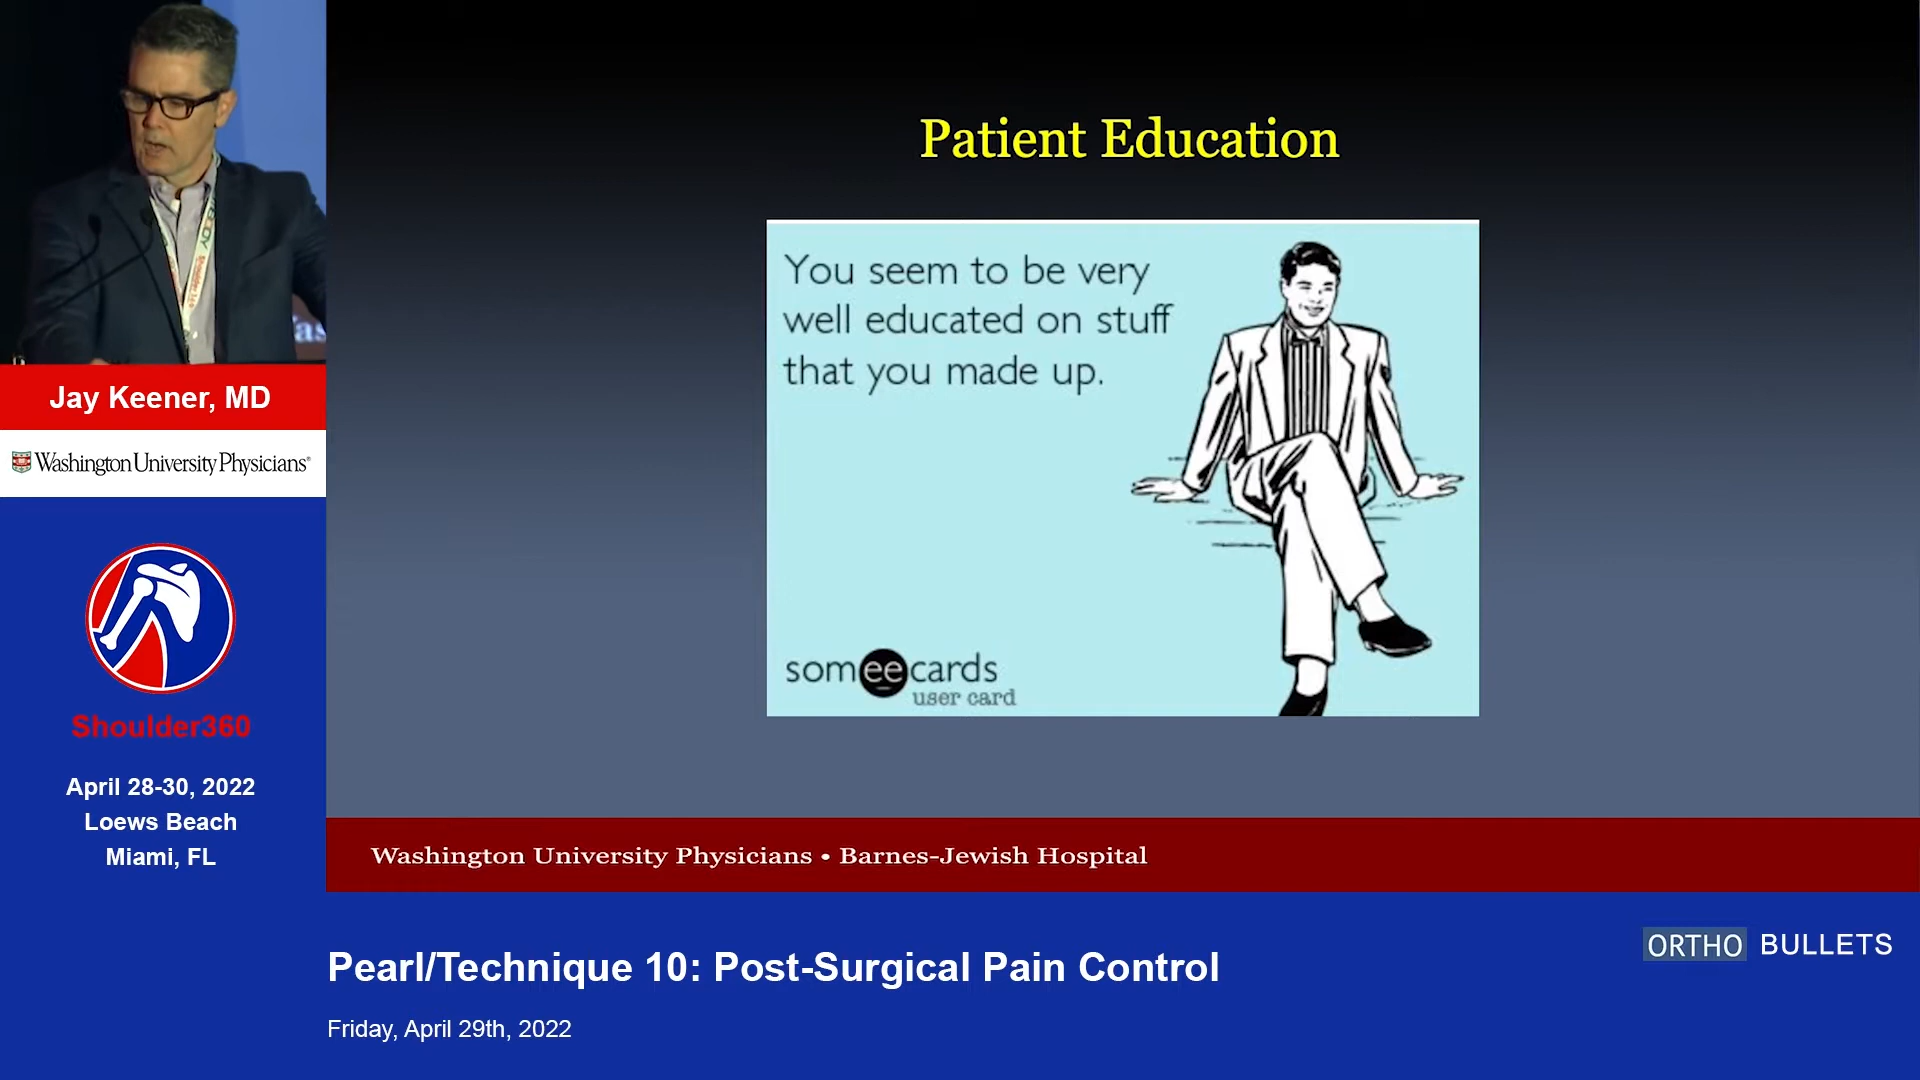 Patient Education
You seem to be very
well educated on stuff
that you made up.
someecards
user card
Jay Keener, MD
Washington University Physicians®
Shoulder360
April 28-30, 2022
Loews Beach
Miami, FL
Washington University Physicians • Barnes-Jewish Hospital
Pearl/Technique 10: Post-Surgical Pain Control
Friday, April 29th, 2022
ORTHO BULLETS